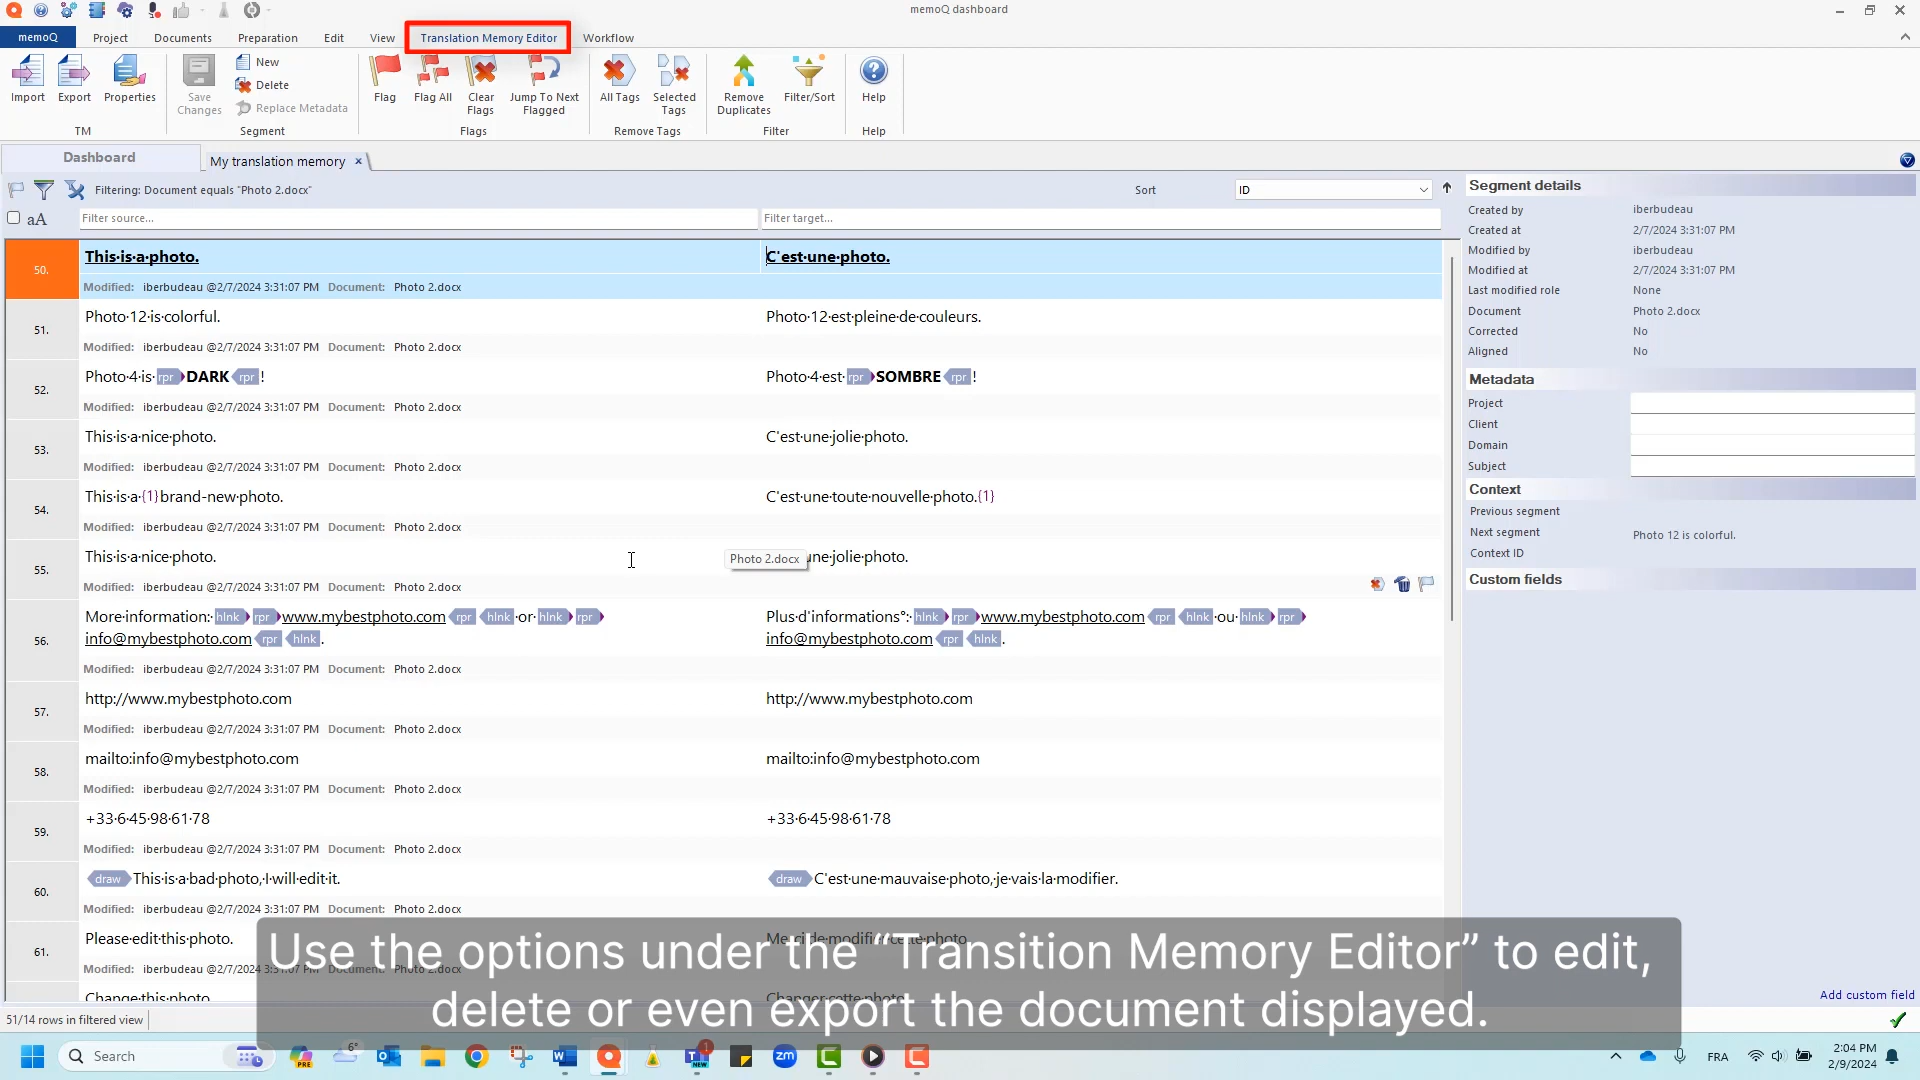 memoQ dashboard
memoQ Project Documents Preparation Edit View Translation Memory Editor Workflow
Import Export Properties Save Changes New Delete Replace Metadata Flag Flag All Clear Flags Jump To Next Flagged All Tags Selected Tags Remove Duplicates Filter/Sort Help
TM Segment Flags Remove Tags Filter Help
Dashboard My translation memory ×
Filtering: Document equals "Photo 2.docx" Sort ID
aA Filter source... Filter target...
50. This·is·a·photo. C'est·une·photo.
Modified: iberbudeau @2/7/2024 3:31:07 PM Document: Photo 2.docx
51. Photo·12·is·colorful. Photo·12·est·pleine·de·couleurs.
Modified: iberbudeau @2/7/2024 3:31:07 PM Document: Photo 2.docx
52. Photo·4·is· rpr DARK rpr ! Photo·4·est· rpr SOMBRE rpr !
Modified: iberbudeau @2/7/2024 3:31:07 PM Document: Photo 2.docx
53. This·is·a·nice·photo. C'est·une·jolie·photo.
Modified: iberbudeau @2/7/2024 3:31:07 PM Document: Photo 2.docx
54. This·is·a·{1}brand-new·photo. C'est·une·toute·nouvelle·photo.{1}
Modified: iberbudeau @2/7/2024 3:31:07 PM Document: Photo 2.docx
55. This·is·a·nice·photo. Photo 2.docx une·jolie·photo.
Modified: iberbudeau @2/7/2024 3:31:07 PM Document: Photo 2.docx
56. More·information:· hlnk rpr www.mybestphoto.com rpr hlnk ·or· hlnk rpr Plus·d'informations°:· hlnk rpr www.mybestphoto.com rpr hlnk ·ou· hlnk rpr
info@mybestphoto.com rpr hlnk . info@mybestphoto.com rpr hlnk .
Modified: iberbudeau @2/7/2024 3:31:07 PM Document: Photo 2.docx
57. http://www.mybestphoto.com http://www.mybestphoto.com
Modified: iberbudeau @2/7/2024 3:31:07 PM Document: Photo 2.docx
58. mailto:info@mybestphoto.com mailto:info@mybestphoto.com
Modified: iberbudeau @2/7/2024 3:31:07 PM Document: Photo 2.docx
59. +33·6·45·98·61·78 +33·6·45·98·61·78
Modified: iberbudeau @2/7/2024 3:31:07 PM Document: Photo 2.docx
60. draw This·is·a·bad·photo,·I·will·edit·it. draw C'est·une·mauvaise·photo,·je·vais·la·modifier.
Modified: iberbudeau @2/7/2024 3:31:07 PM Document: Photo 2.docx
61. Please·edit·this·photo.
Modified:
Change·this·photo
Use the options under the “Transition Memory Editor” to edit,
delete or even export the document displayed.
Segment details
Created by iberbudeau
Created at 2/7/2024 3:31:07 PM
Modified by iberbudeau
Modified at 2/7/2024 3:31:07 PM
Last modified role None
Document Photo 2.docx
Corrected No
Aligned No
Metadata
Project
Client
Domain
Subject
Context
Previous segment
Next segment Photo 12 is colorful.
Context ID
Custom fields
Add custom field
51/14 rows in filtered view
Search PRE 6° 1 NEW zm FRA 2:04 PM
2/9/2024